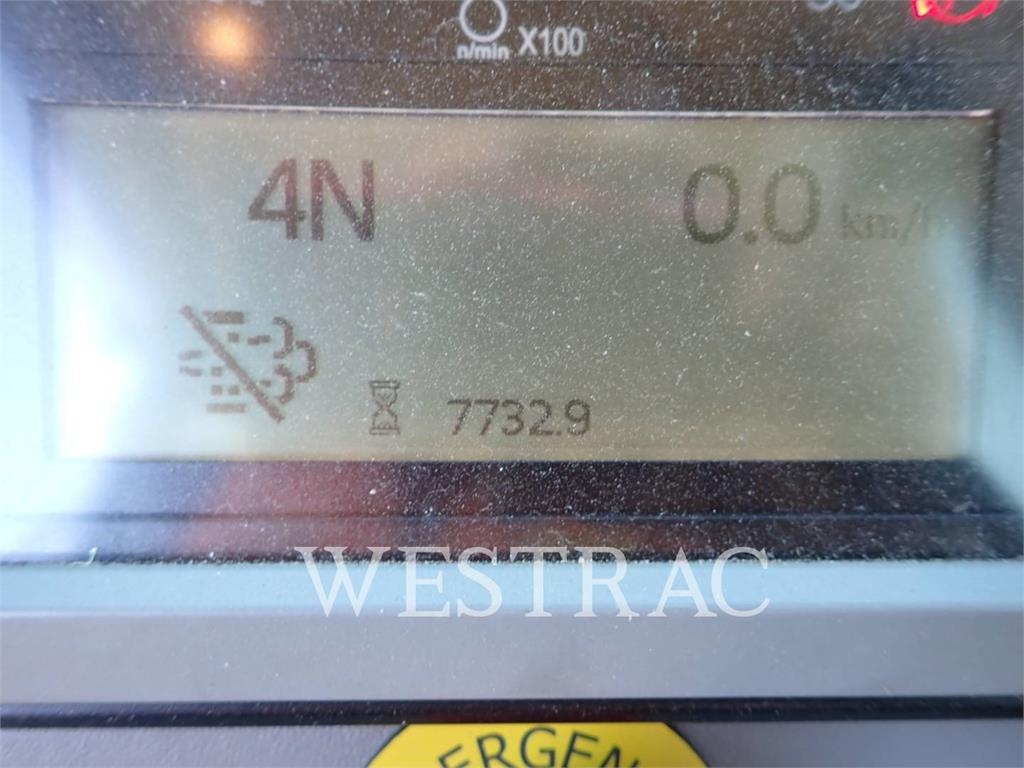 n/min X100
4N 0.0 km/h
7732.9
WESTRAC
ERGEN